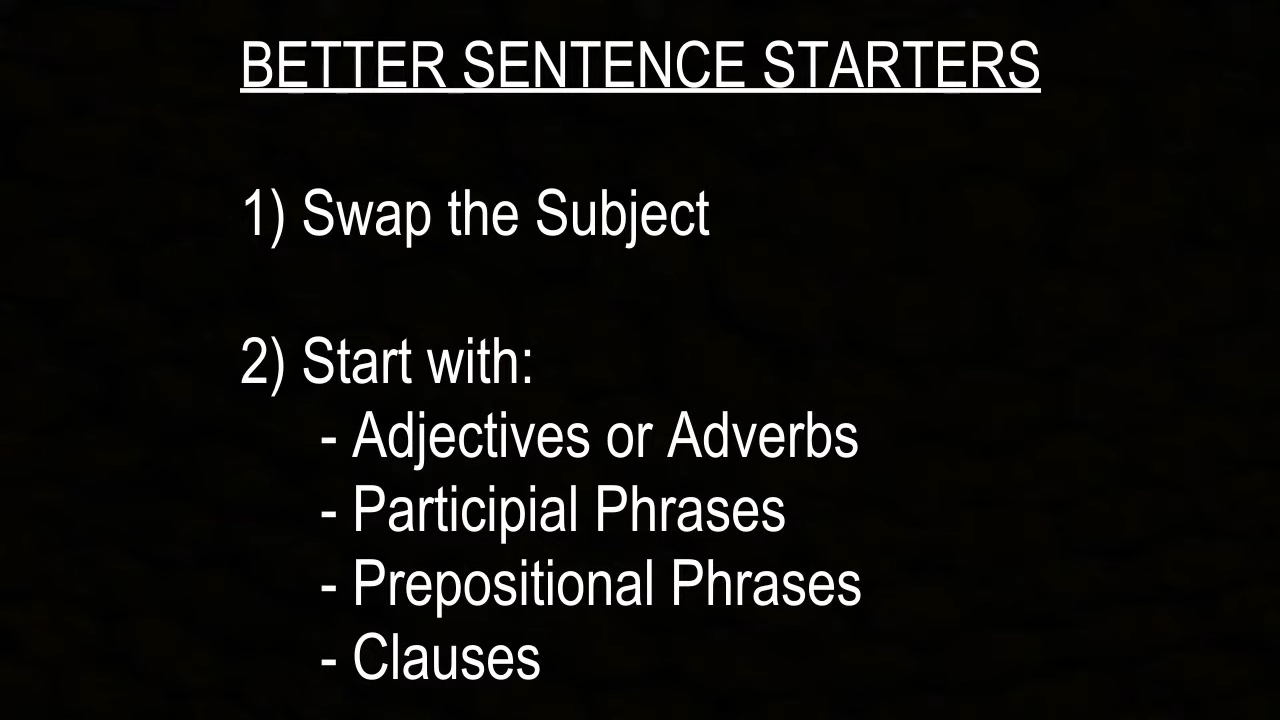 BETTER SENTENCE STARTERS
1) Swap the Subject
2) Start with:
- Adjectives or Adverbs
- Participial Phrases
- Prepositional Phrases
- Clauses